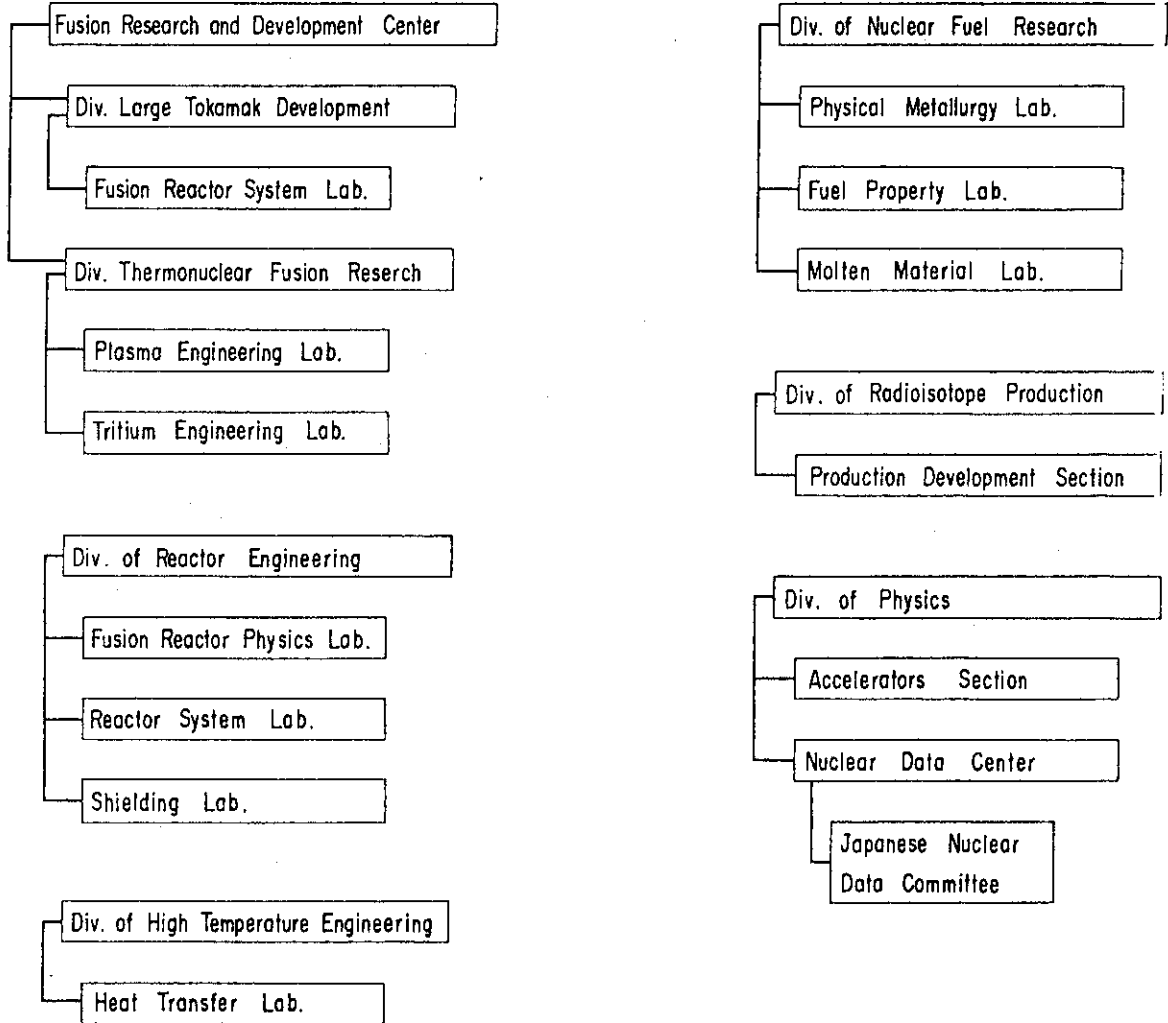 Fusion Research and Development Center
Div. Large Tokamak Development
Fusion Reactor System Lab.
Div. Thermonuclear Fusion Reserch
Plasma Engineering Lab.
Tritium Engineering Lab.
Div. of Reactor Engineering
Fusion Reactor Physics Lab.
Reactor System Lab.
Shielding Lab.
Div. of High Temperature Engineering
Heat Transfer Lab.
Div. of Nuclear Fuel Research
Physical Metallurgy Lab.
Fuel Property Lab.
Molten Material Lab.
Div. of Radioisotope Production
Production Development Section
Div. of Physics
Accelerators Section
Nuclear Data Center
Japanese Nuclear
Data Committee